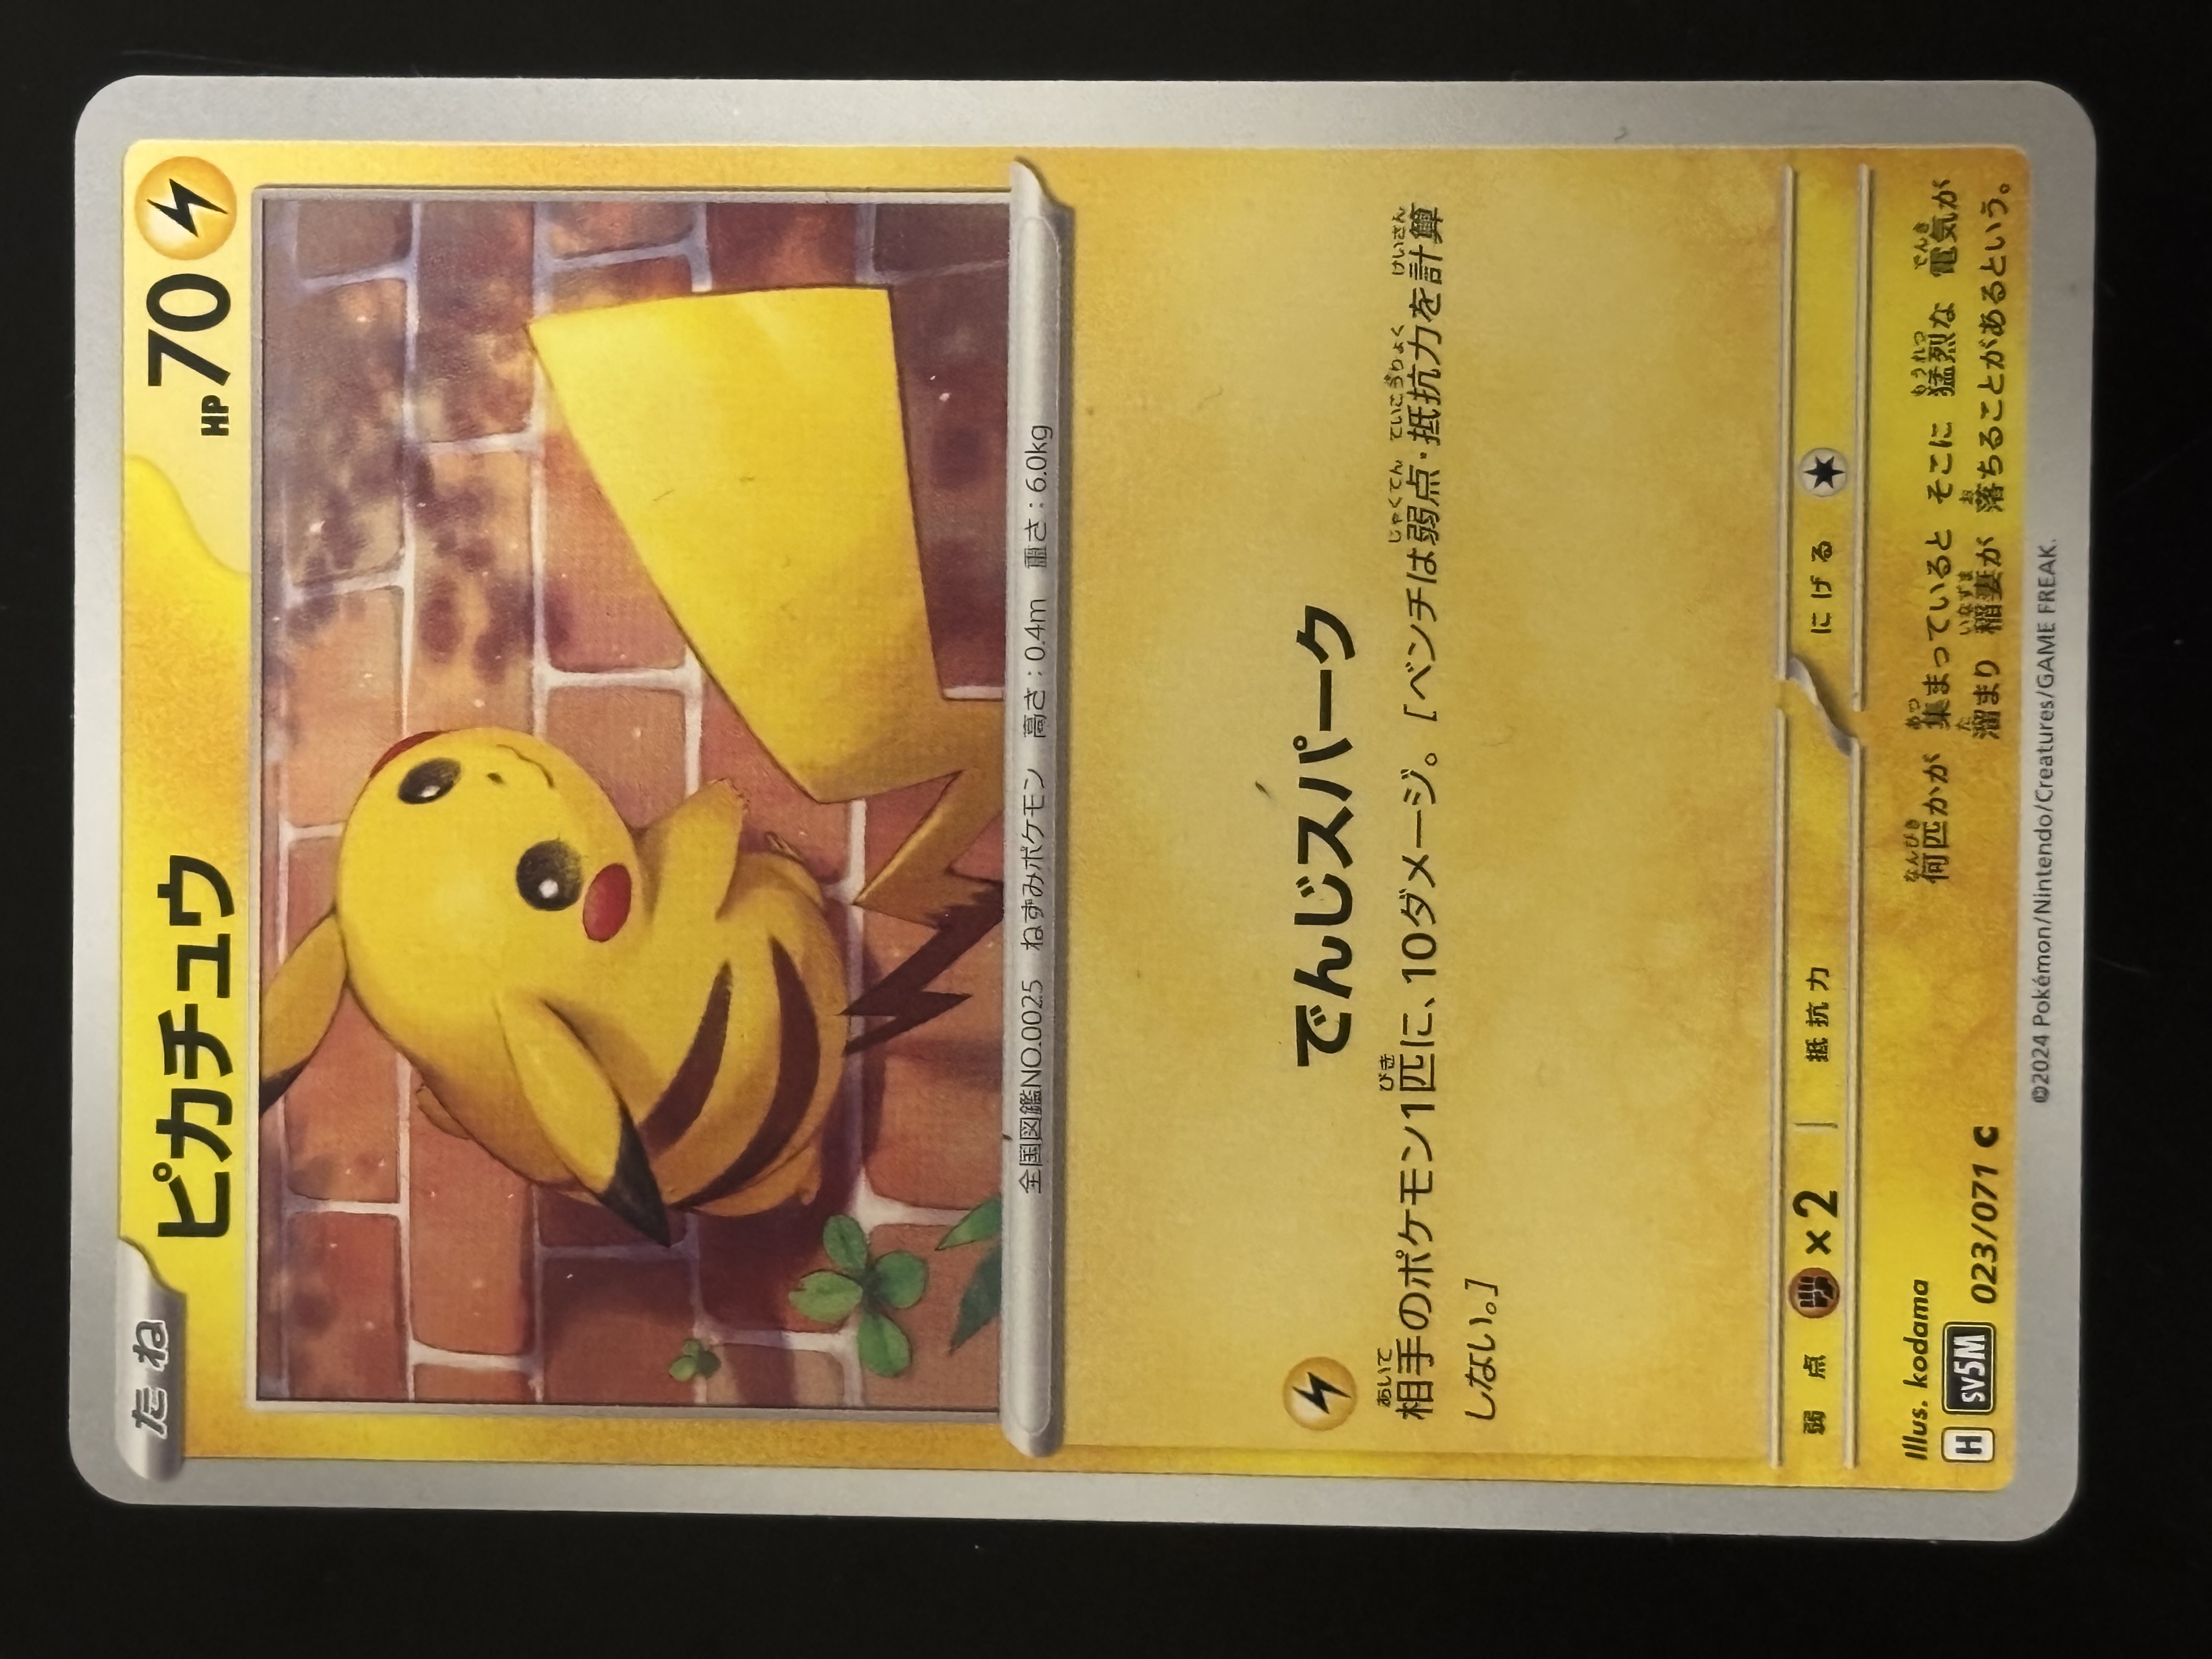 たね
ピカチュウ
HP70
全国図鑑NO.0025 ねずみポケモン 高さ：0.4m 重さ：6.0kg
でんじスパーク
あいて びき じゃくてん ていこうりょく けいさん
相手のポケモン1匹に、10ダメージ。［ベンチは弱点・抵抗力を計算
しない。］
弱点 ×2 抵抗力 にげる
Illus. kodama
なんびき あつ もうれつ でんき
何匹かが 集まっていると そこに 猛烈な 電気が
た いなずま お
溜まり 稲妻が 落ちることがあるという。
H SV5M 023/071 C
©2024 Pokémon/Nintendo/Creatures/GAME FREAK.